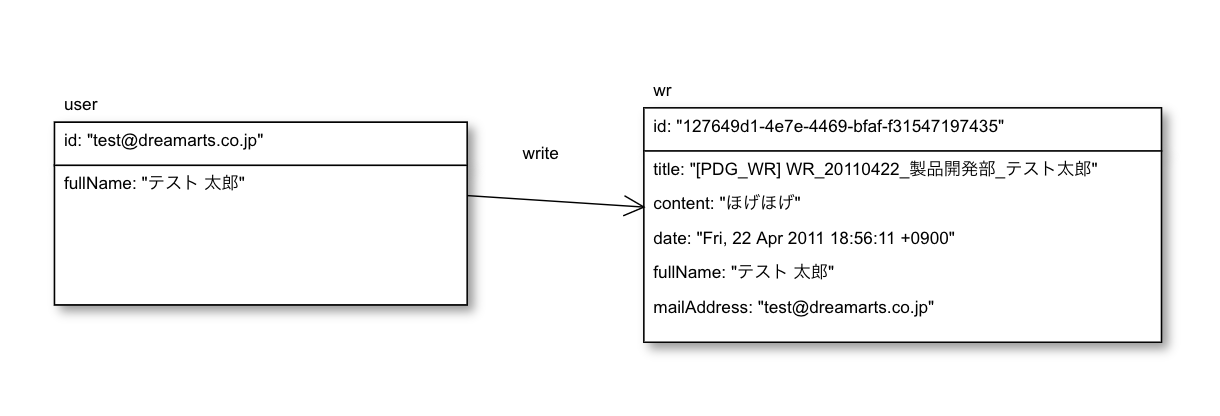 user
id: "test@dreamarts.co.jp"
fullName: "テスト 太郎"
write
wr
id: "127649d1-4e7e-4469-bfaf-f31547197435"
title: "[PDG_WR] WR_20110422_製品開発部_テスト太郎"
content: "ほげほげ"
date: "Fri, 22 Apr 2011 18:56:11 +0900"
fullName: "テスト 太郎"
mailAddress: "test@dreamarts.co.jp"